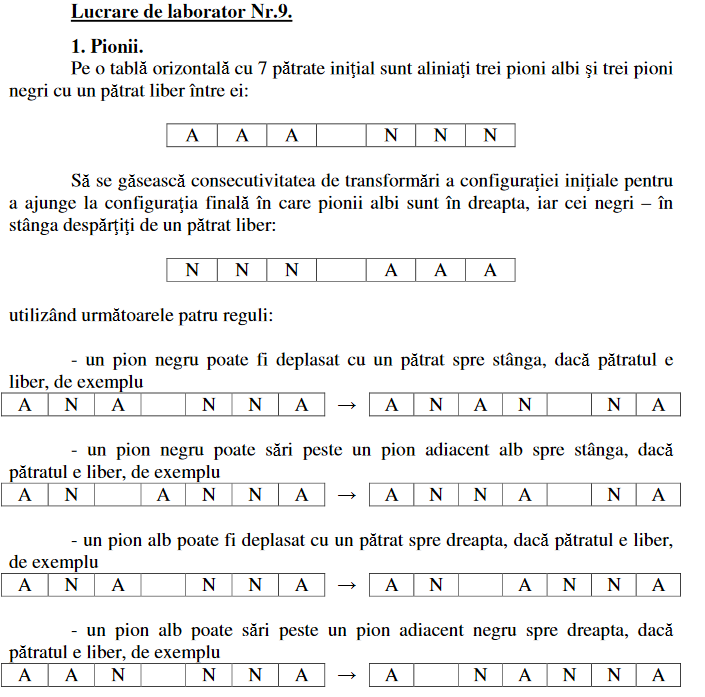 Lucrare de laborator Nr.9.
1. Pionii.
Pe o tablă orizontală cu 7 pătrate iniţial sunt aliniaţi trei pioni albi şi trei pioni
negri cu un pătrat liber între ei:
A A A N N N
Să se găsească consecutivitatea de transformări a configuraţiei iniţiale pentru
a ajunge la configuraţia finală în care pionii albi sunt în dreapta, iar cei negri – în
stânga despărţiţi de un pătrat liber:
N N N A A A
utilizând următoarele patru reguli:
- un pion negru poate fi deplasat cu un pătrat spre stânga, dacă pătratul e
liber, de exemplu
A N A N N A → A N A N N A
- un pion negru poate sări peste un pion adiacent alb spre stânga, dacă
pătratul e liber, de exemplu
A N A N N A → A N N A N A
- un pion alb poate fi deplasat cu un pătrat spre dreapta, dacă pătratul e liber,
de exemplu
A N A N N A → A N A N N A
- un pion alb poate sări peste un pion adiacent negru spre dreapta, dacă
pătratul e liber, de exemplu
A A N N N A → A N A N N A